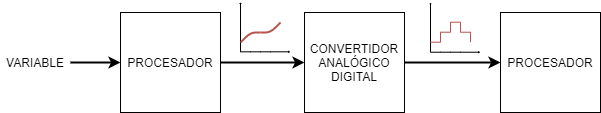 VARIABLE
PROCESADOR
CONVERTIDOR
ANALÓGICO
DIGITAL
PROCESADOR